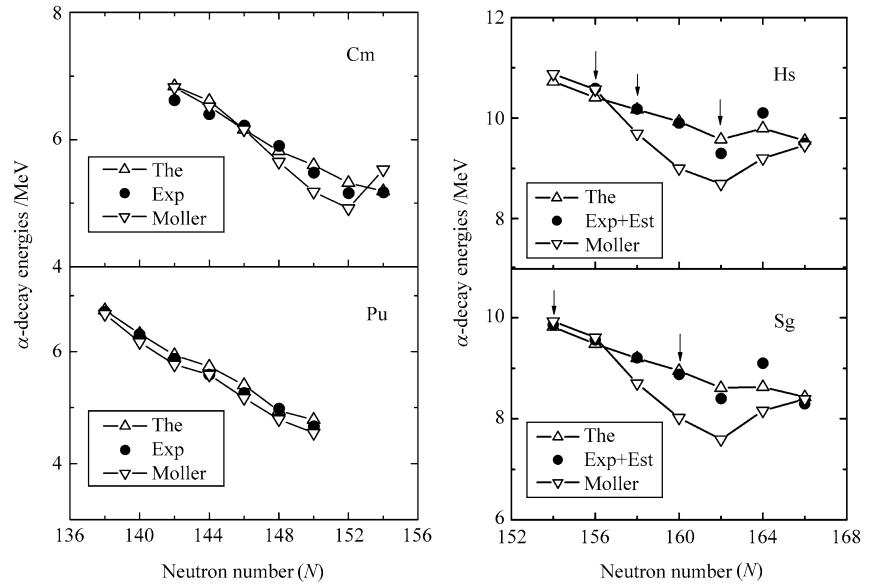 8
6
4
Cm
The
Exp
Moller
α-decay energies /MeV
6
4
Pu
The
Exp
Moller
136 140 144 148 152 156
Neutron number (N)
12
10
8
Hs
The
Exp+Est
Moller
α-decay energies /MeV
10
8
6
Sg
The
Exp+Est
Moller
152 156 160 164 168
Neutron number (N)